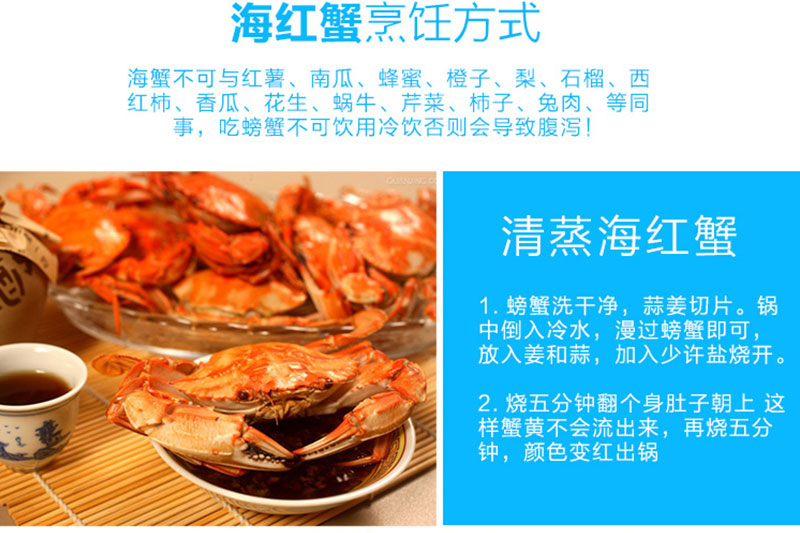 海红蟹烹饪方式
海蟹不可与红薯、南瓜、蜂蜜、橙子、梨、石榴、西
红柿、香瓜、花生、蜗牛、芹菜、柿子、兔肉、等同
事，吃螃蟹不可饮用冷饮否则会导致腹泻！
清蒸海红蟹
1. 螃蟹洗干净，蒜姜切片。锅
中倒入冷水，漫过螃蟹即可，
放入姜和蒜，加入少许盐烧开。
2. 烧五分钟翻个身肚子朝上 这
样蟹黄不会流出来，再烧五分
钟，颜色变红出锅